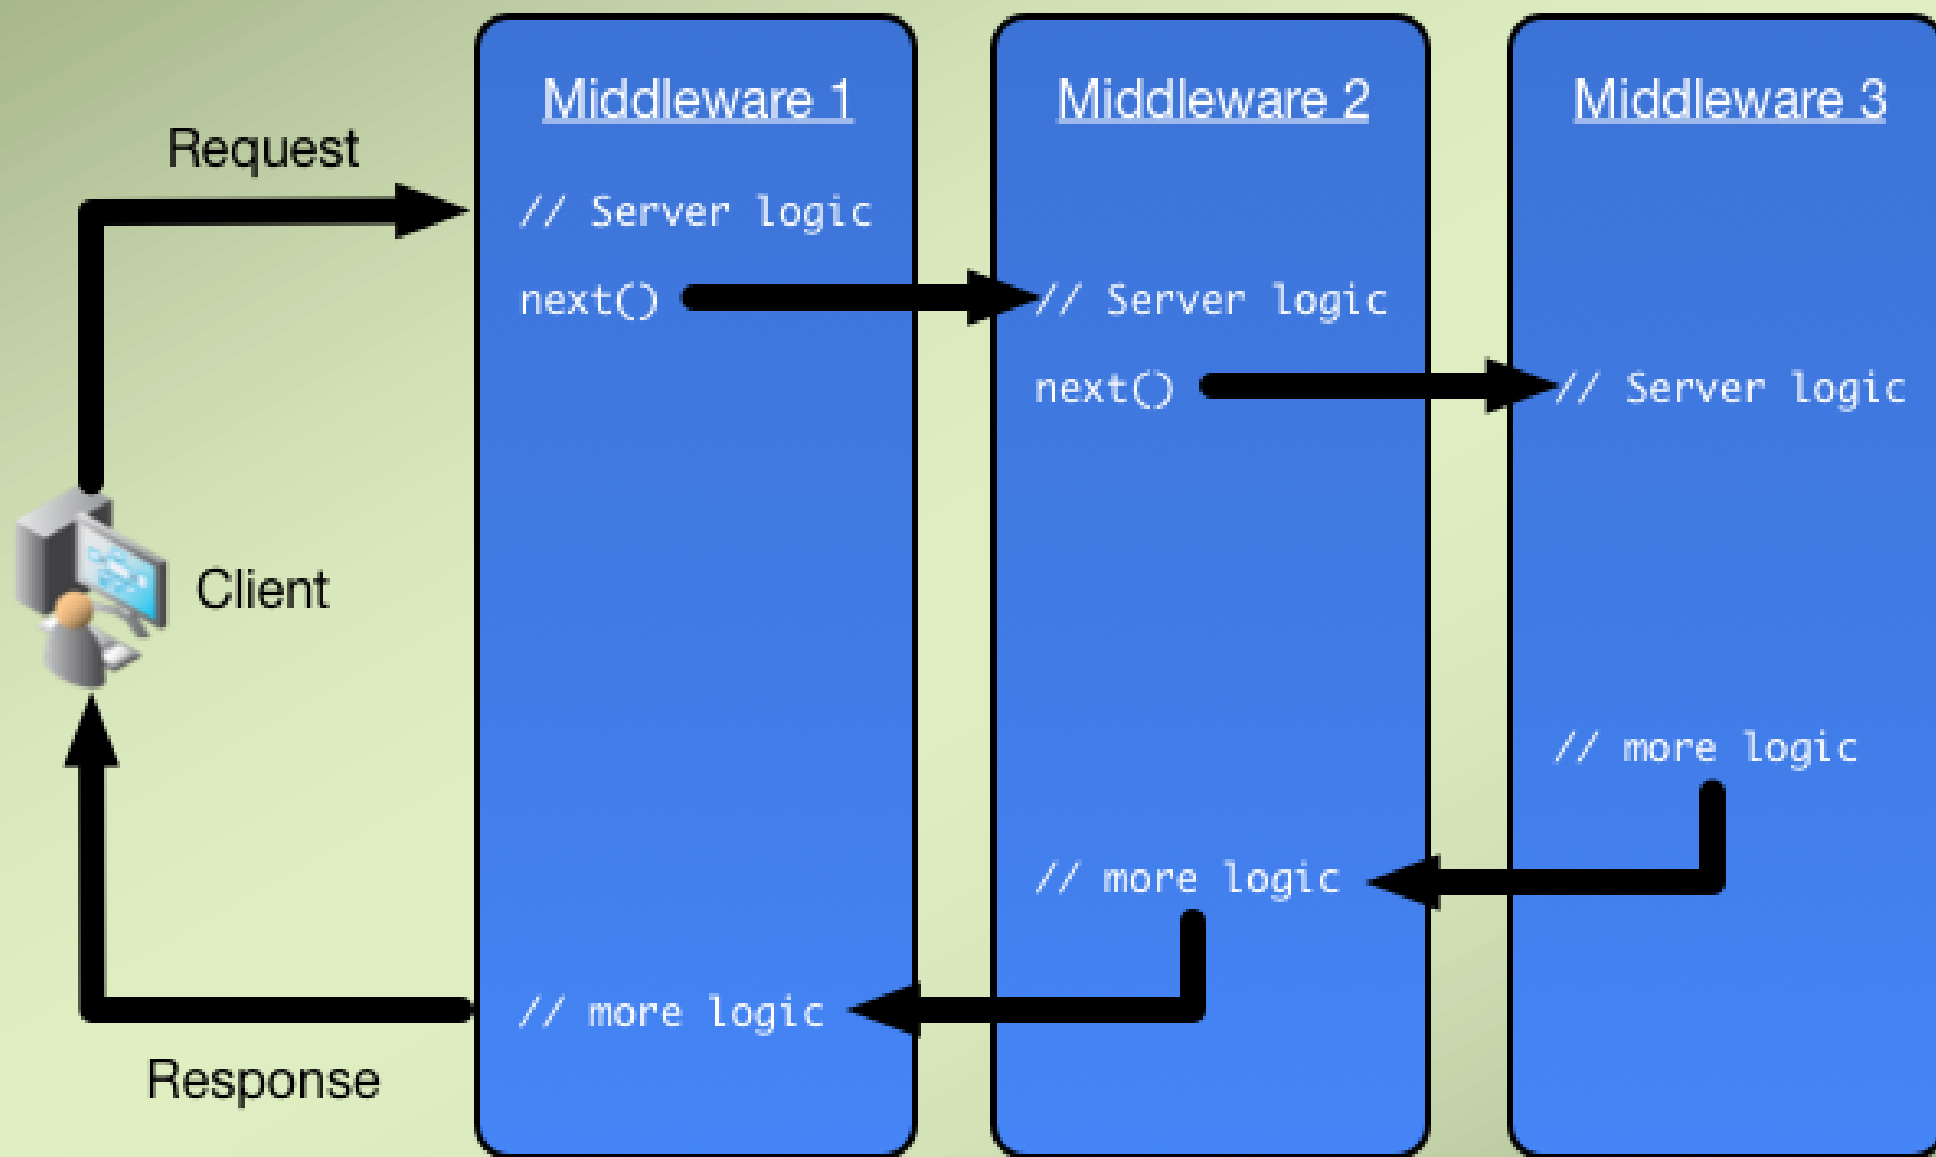 Request
Client
Response
Middleware 1
// Server logic
next()
// more logic
Middleware 2
// Server logic
next()
// more logic
Middleware 3
// Server logic
// more logic